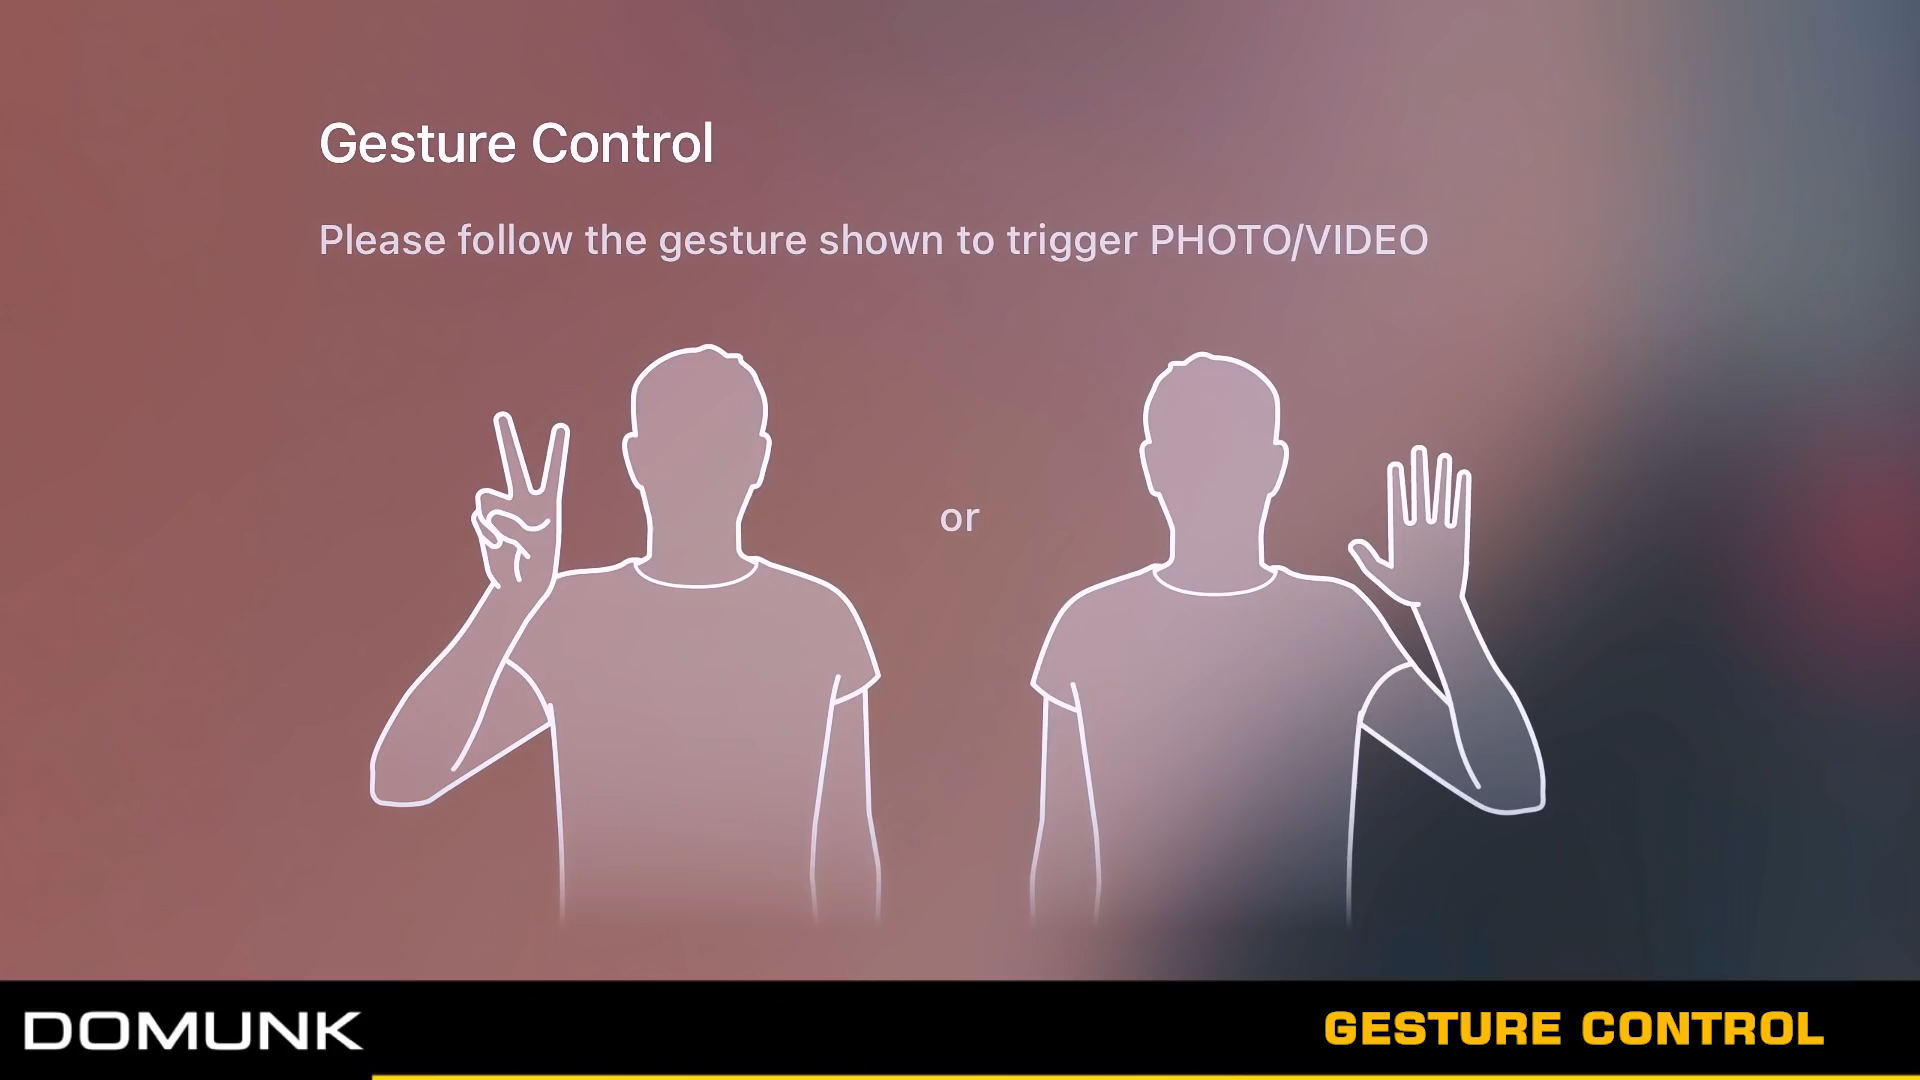 Gesture Control
Please follow the gesture shown to trigger PHOTO/VIDEO
or
DOMUNK
GESTURE CONTROL